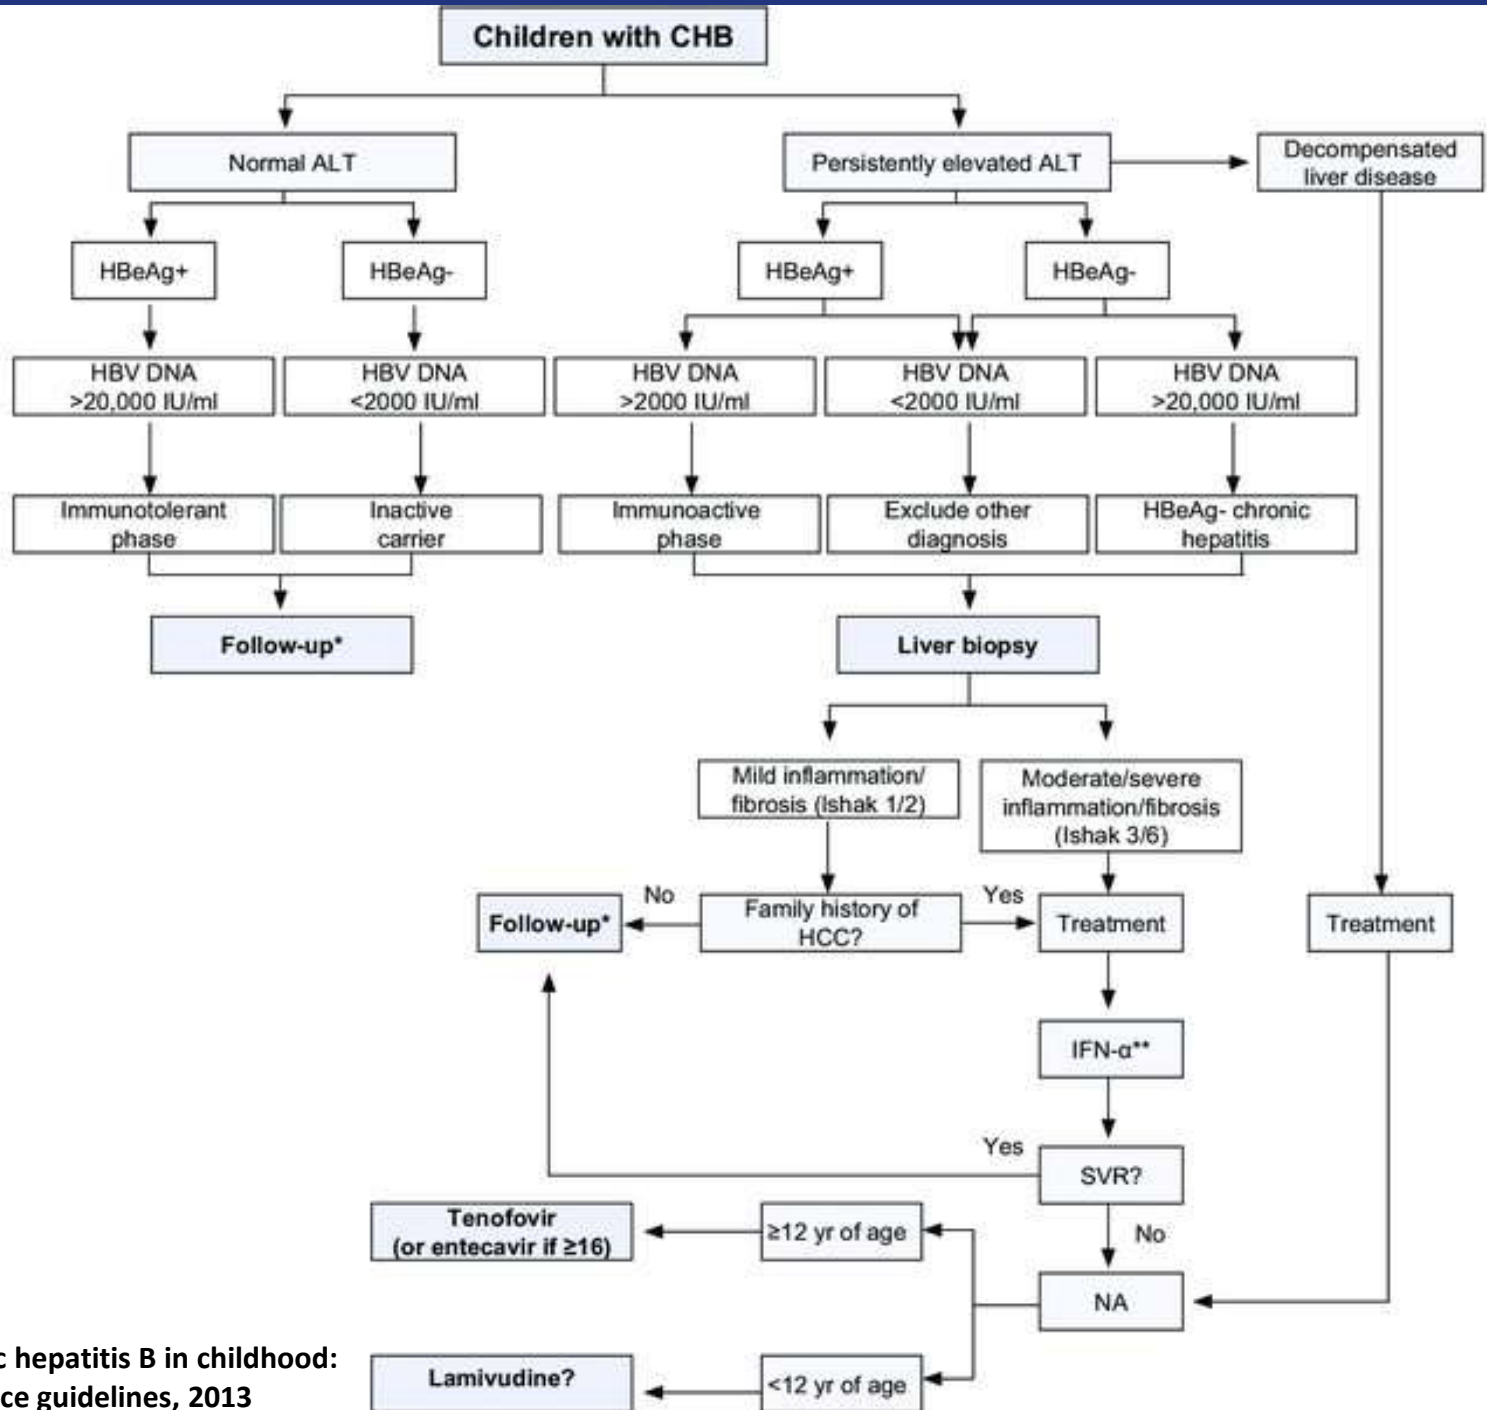 Children with CHB
Normal ALT
Persistently elevated ALT
Decompensated
liver disease
HBeAg+
HBeAg-
HBeAg+
HBeAg-
HBV DNA
>20,000 IU/ml
HBV DNA
<2000 IU/ml
HBV DNA
>2000 IU/ml
HBV DNA
<2000 IU/ml
HBV DNA
>20,000 IU/ml
Immunotolerant
phase
Inactive
carrier
Immunoactive
phase
Exclude other
diagnosis
HBeAg- chronic
hepatitis
Follow-up*
Liver biopsy
Mild inflammation/
fibrosis (Ishak 1/2)
Moderate/severe
inflammation/fibrosis
(Ishak 3/6)
Follow-up*
No
Family history of
HCC?
Yes
Treatment
Treatment
IFN-α**
Yes
SVR?
No
Tenofovir
(or entecavir if ≥16)
≥12 yr of age
NA
Lamivudine?
<12 yr of age
c hepatitis B in childhood:
ce guidelines, 2013